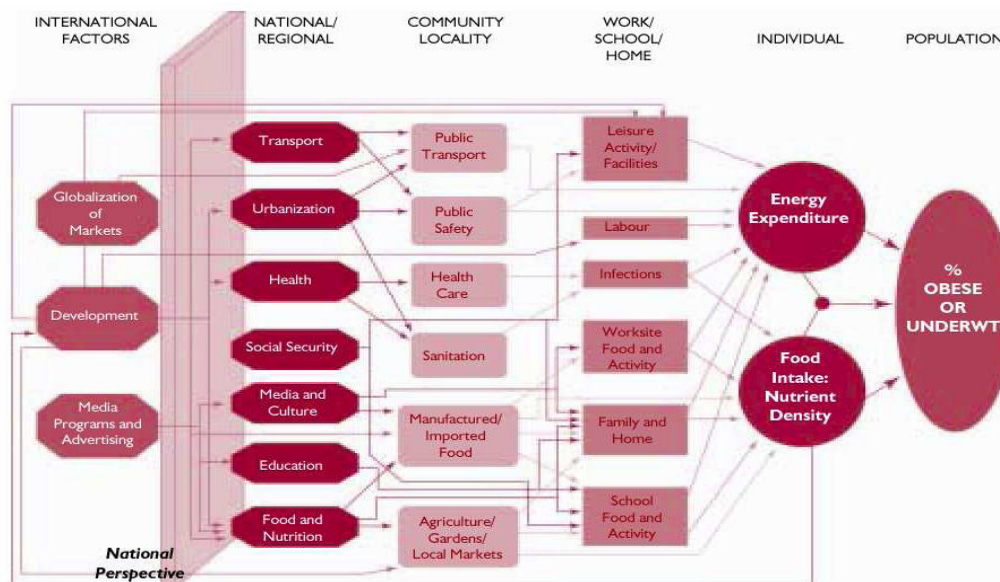 INTERNATIONAL
FACTORS
NATIONAL/
REGIONAL
COMMUNITY
LOCALITY
WORK/
SCHOOL/
HOME
INDIVIDUAL
POPULATION
Globalization
of
Markets
Development
Media
Programs and
Advertising
National
Perspective
Transport
Urbanization
Health
Social Security
Media and
Culture
Education
Food and
Nutrition
Public
Transport
Public
Safety
Health
Care
Sanitation
Manufactured/
Imported
Food
Agriculture/
Gardens/
Local Markets
Leisure
Activity/
Facilities
Labour
Infections
Worksite
Food and
Activity
Family and
Home
School
Food and
Activity
Energy
Expenditure
Food
Intake:
Nutrient
Density
%
OBESE
OR
UNDERWT